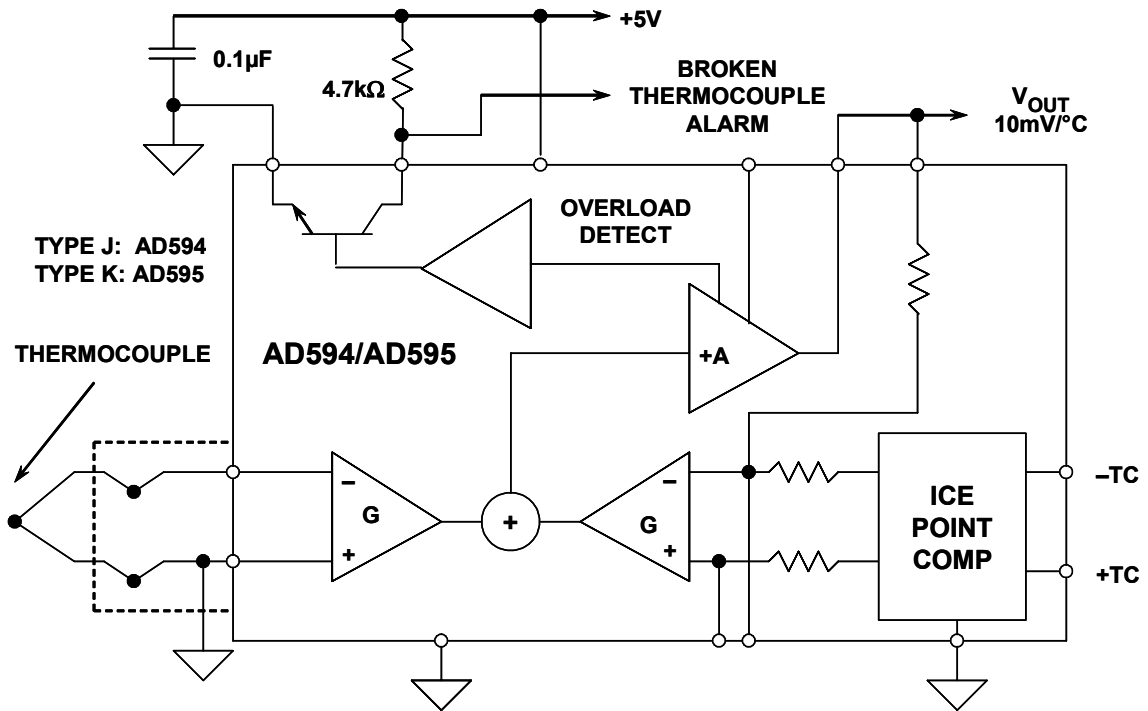 +5V
0.1µF
4.7kΩ
BROKEN
THERMOCOUPLE
ALARM
VOUT
10mV/°C
OVERLOAD
DETECT
TYPE J: AD594
TYPE K: AD595
THERMOCOUPLE
AD594/AD595
+A
–
G
+
+
–
G
+
ICE
POINT
COMP
–TC
+TC